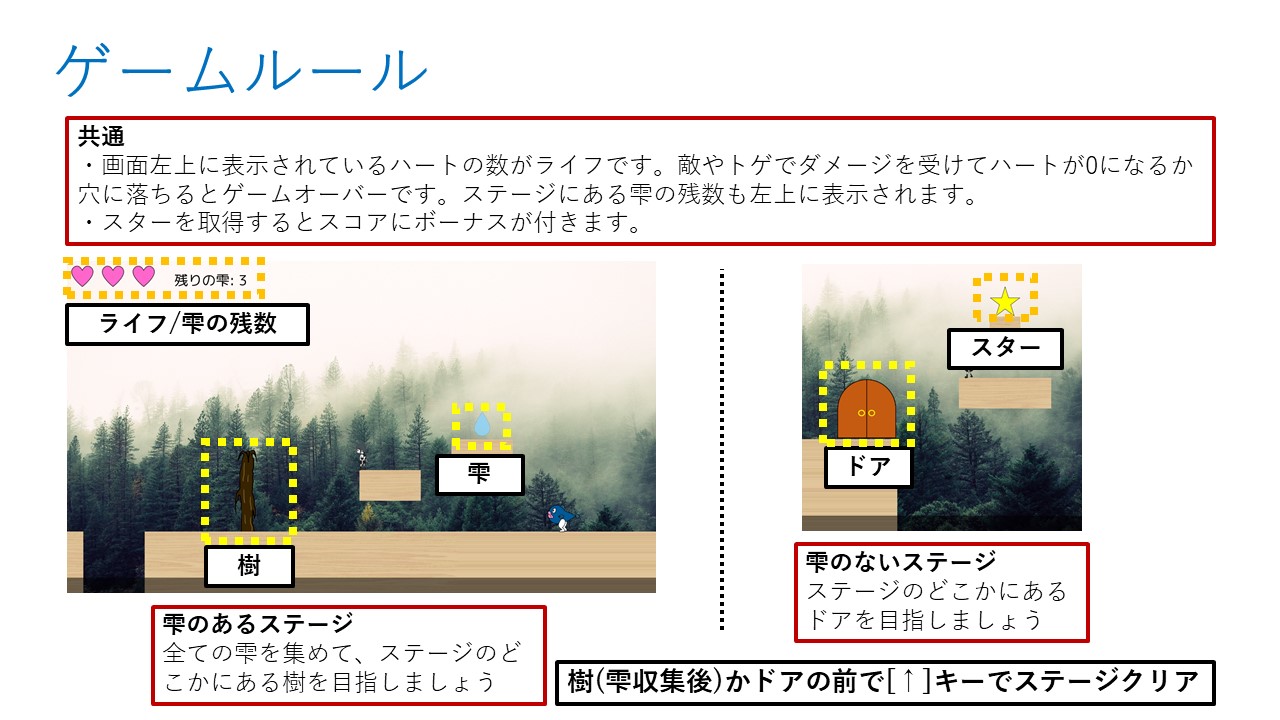 ゲームルール
共通
・画面左上に表示されているハートの数がライフです。敵やトゲでダメージを受けてハートが0になるか
穴に落ちるとゲームオーバーです。ステージにある雫の残数も左上に表示されます。
・スターを取得するとスコアにボーナスが付きます。
残りの雫: 3
ライフ/雫の残数
雫
樹
雫のあるステージ
全ての雫を集めて、ステージのど
こかにある樹を目指しましょう
スター
ドア
雫のないステージ
ステージのどこかにある
ドアを目指しましょう
樹(雫収集後)かドアの前で[↑]キーでステージクリア